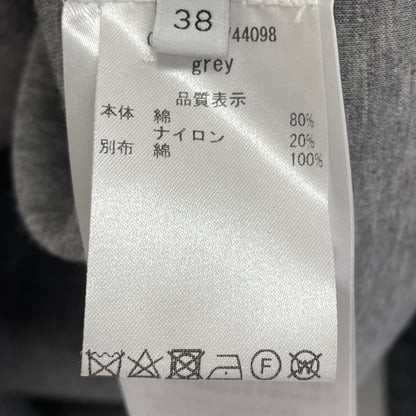 38
44098
grey
品質表示
本体 綿 80%
ナイロン 20%
別布 綿 100%